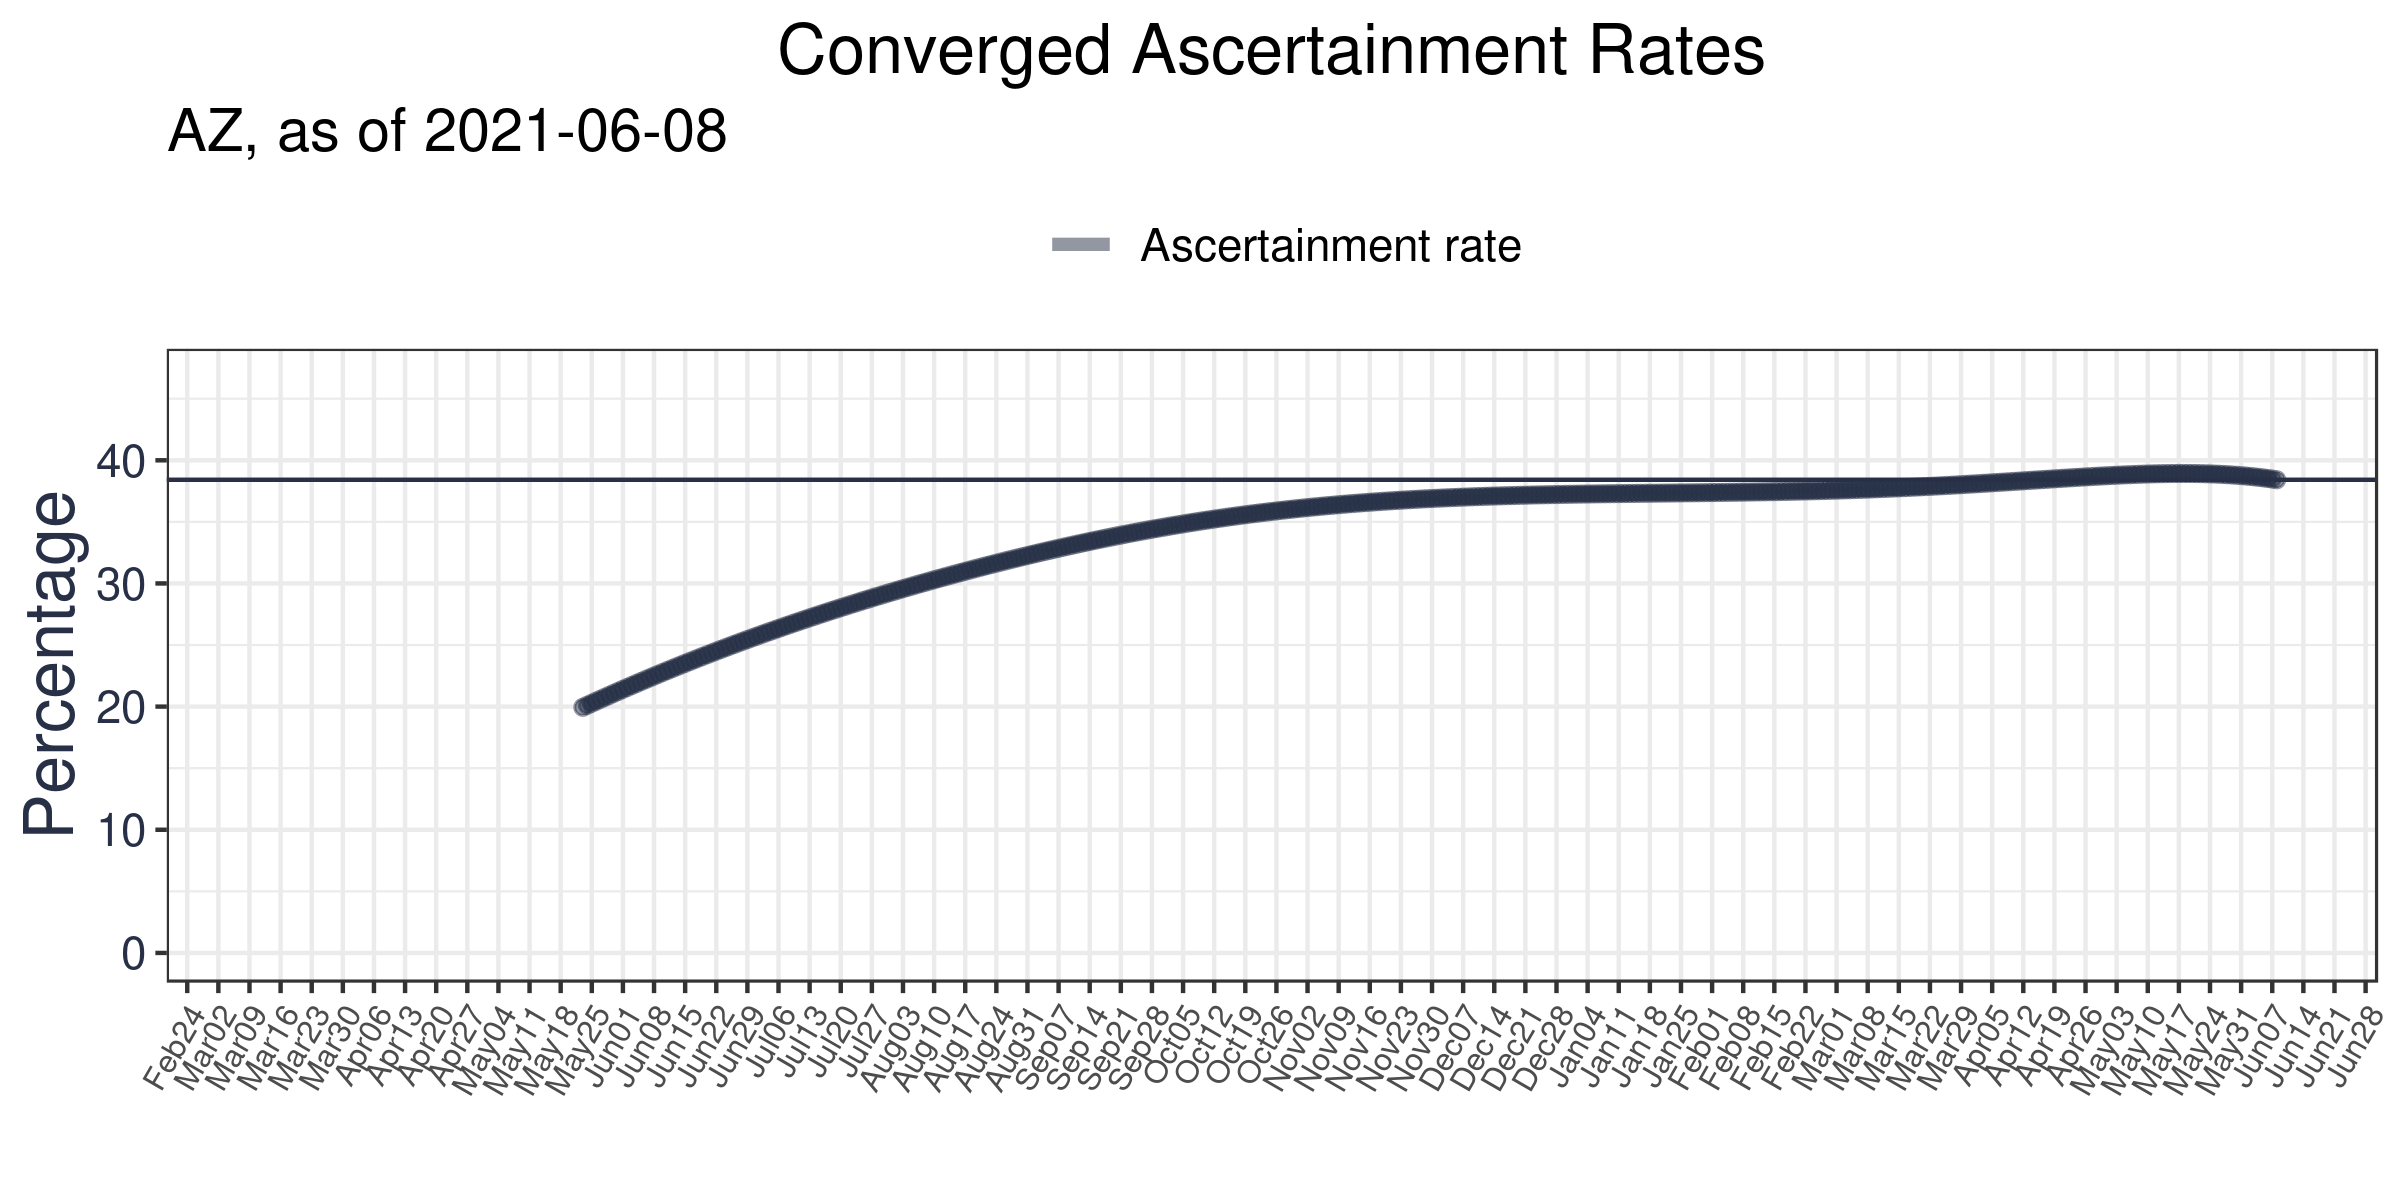 Converged Ascertainment Rates
AZ, as of 2021-06-08
Ascertainment rate
Percentage
40
30
20
10
0
Feb24
Mar02
Mar09
Mar16
Mar23
Mar30
Apr06
Apr13
Apr20
Apr27
May04
May11
May18
May25
Jun01
Jun08
Jun15
Jun22
Jun29
Jul06
Jul13
Jul20
Jul27
Aug03
Aug10
Aug17
Aug24
Aug31
Sep07
Sep14
Sep21
Sep28
Oct05
Oct12
Oct19
Oct26
Nov02
Nov09
Nov16
Nov23
Nov30
Dec07
Dec14
Dec21
Dec28
Jan04
Jan11
Jan18
Jan25
Feb01
Feb08
Feb15
Feb22
Mar01
Mar08
Mar15
Mar22
Mar29
Apr05
Apr12
Apr19
Apr26
May03
May10
May17
May24
May31
Jun07
Jun14
Jun21
Jun28